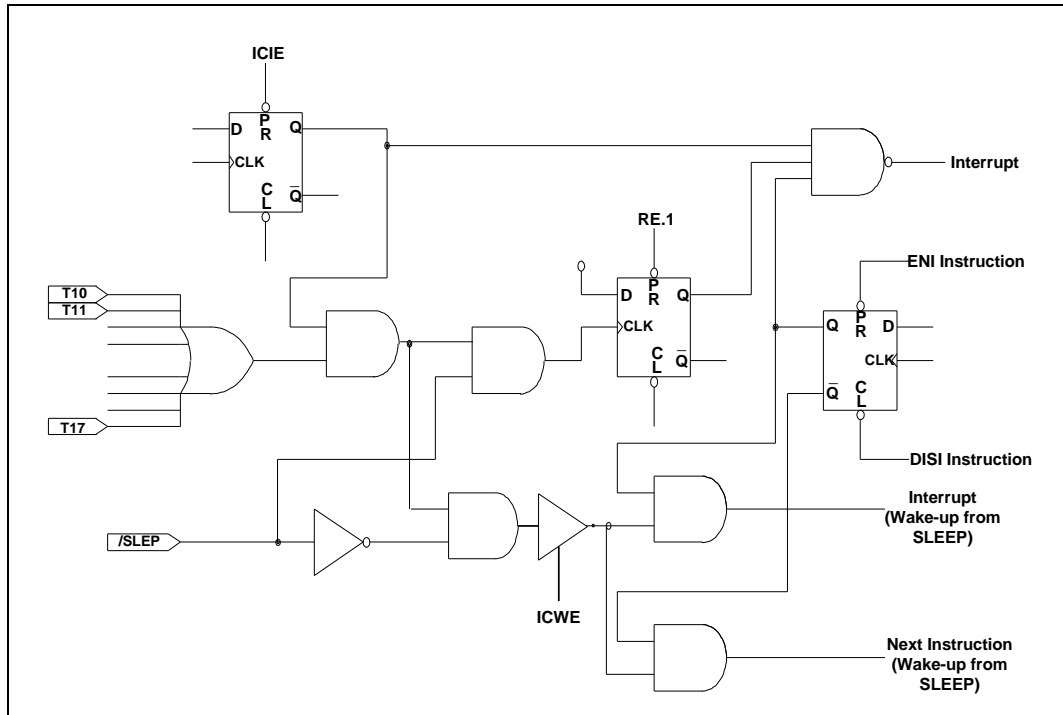 ICIE
D
PR
Q
CLK
CL
Q
Interrupt
RE.1
ENI Instruction
D
PR
Q
CLK
CL
Q
Q
PR
D
CLK
Q
CL
T10
T11
T17
DISI Instruction
Interrupt
(Wake-up from
SLEEP)
/SLEP
ICWE
Next Instruction
(Wake-up from
SLEEP)